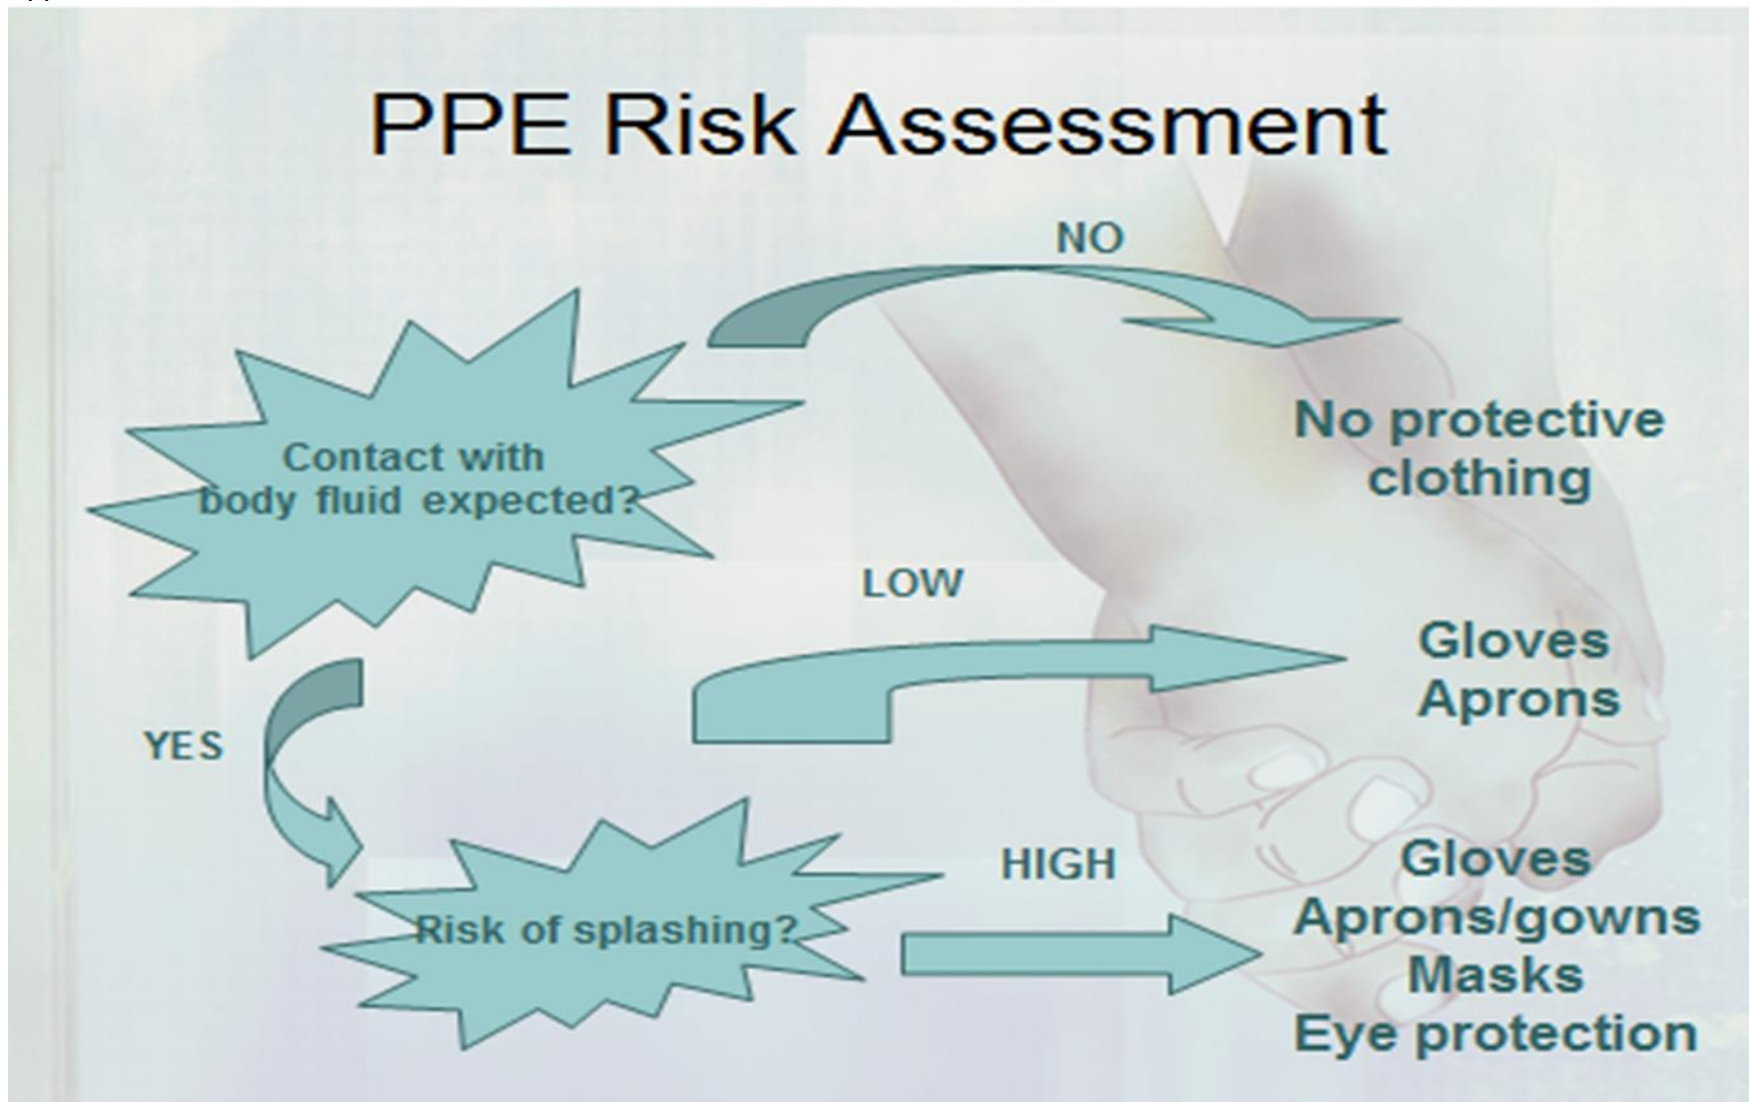 PPE Risk Assessment
NO
Contact with
body fluid expected?
No protective
clothing
LOW
Gloves
Aprons
YES
HIGH
Risk of splashing?
Gloves
Aprons/gowns
Masks
Eye protection